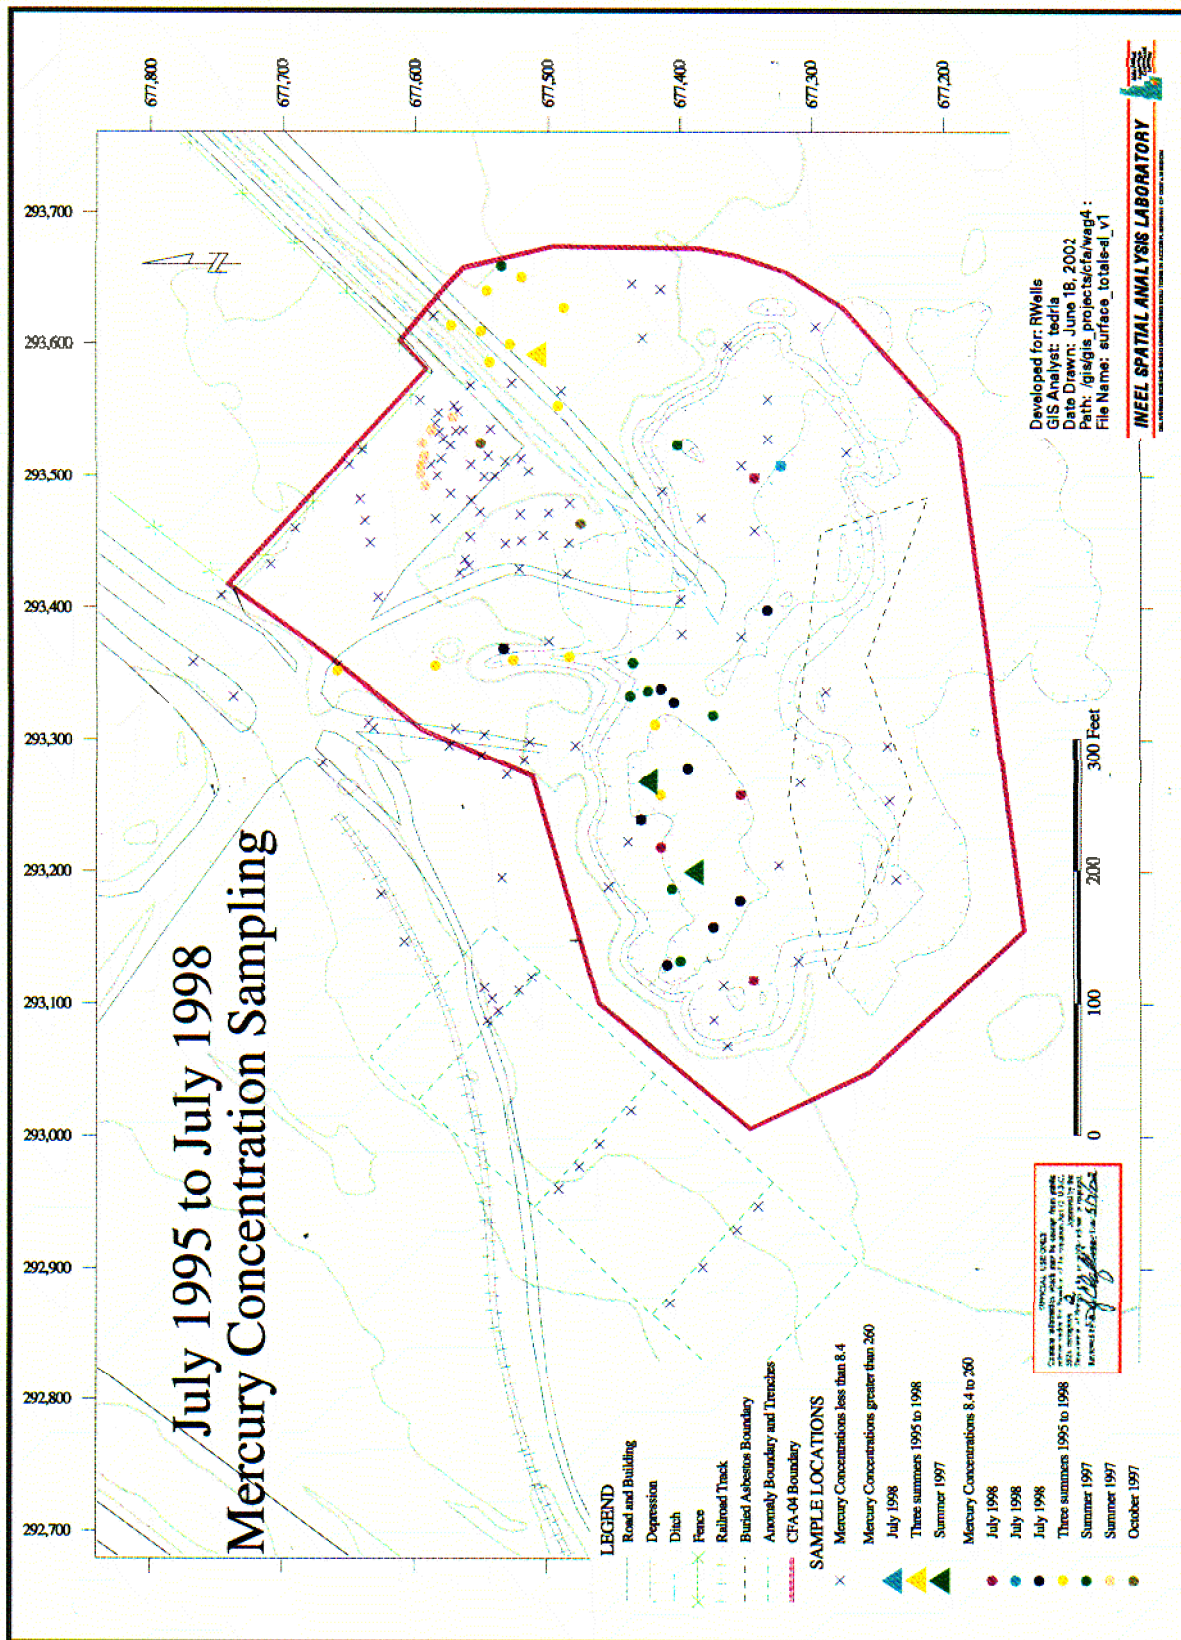 July 1995 to July 1998
Mercury Concentration Sampling
292,700
292,800
292,900
293,000
293,100
293,200
293,300
293,400
293,500
293,600
293,700
677,800
677,700
677,600
677,500
677,400
677,300
677,200
N
LEGEND
Road and Building
Depression
Ditch
Fence
Railroad Track
Buried Asbestos Boundary
Anomaly Boundary and Trenches
CFA-04 Boundary
SAMPLE LOCATIONS
Mercury Concentrations less than 8.4
Mercury Concentrations greater than 260
July 1998
Three summers 1995 to 1998
Summer 1997
Mercury Concentrations 8.4 to 260
July 1998
July 1998
July 1998
Three summers 1995 to 1998
Summer 1997
Summer 1997
October 1997
OFFICIAL USE ONLY
0
100
200
300 Feet
Developed for: RWells
GIS Analyst: tedria
Date Drawn: June 18, 2002
Path: /gis/gis_projects/cfa/wag4 :
File Name: surface_totals-al_v1
INEEL SPATIAL ANALYSIS LABORATORY